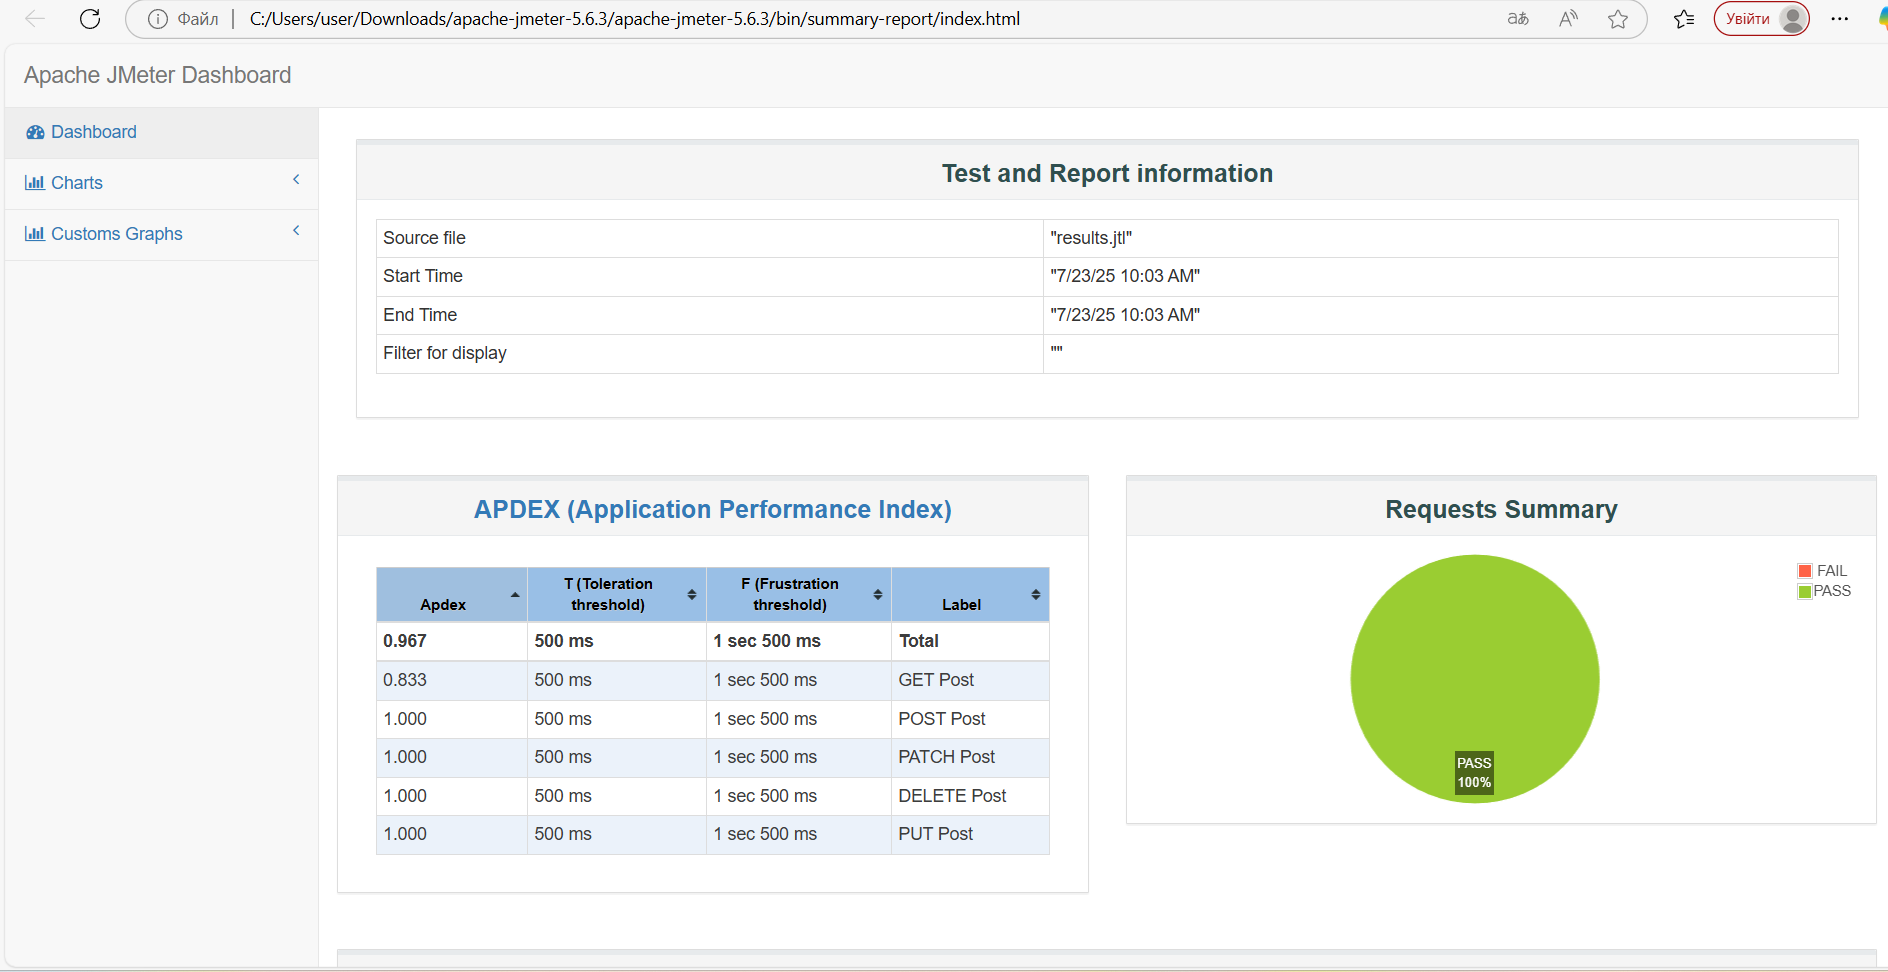 Файл | C:/Users/user/Downloads/apache-jmeter-5.6.3/apache-jmeter-5.6.3/bin/summary-report/index.html
Увійти
Apache JMeter Dashboard
Dashboard
Charts
Customs Graphs
Test and Report information
Source file "results.jtl"
Start Time "7/23/25 10:03 AM"
End Time "7/23/25 10:03 AM"
Filter for display ""
APDEX (Application Performance Index)
Apdex T (Toleration threshold) F (Frustration threshold) Label
0.967 500 ms 1 sec 500 ms Total
0.833 500 ms 1 sec 500 ms GET Post
1.000 500 ms 1 sec 500 ms POST Post
1.000 500 ms 1 sec 500 ms PATCH Post
1.000 500 ms 1 sec 500 ms DELETE Post
1.000 500 ms 1 sec 500 ms PUT Post
Requests Summary
FAIL
PASS
PASS
100%